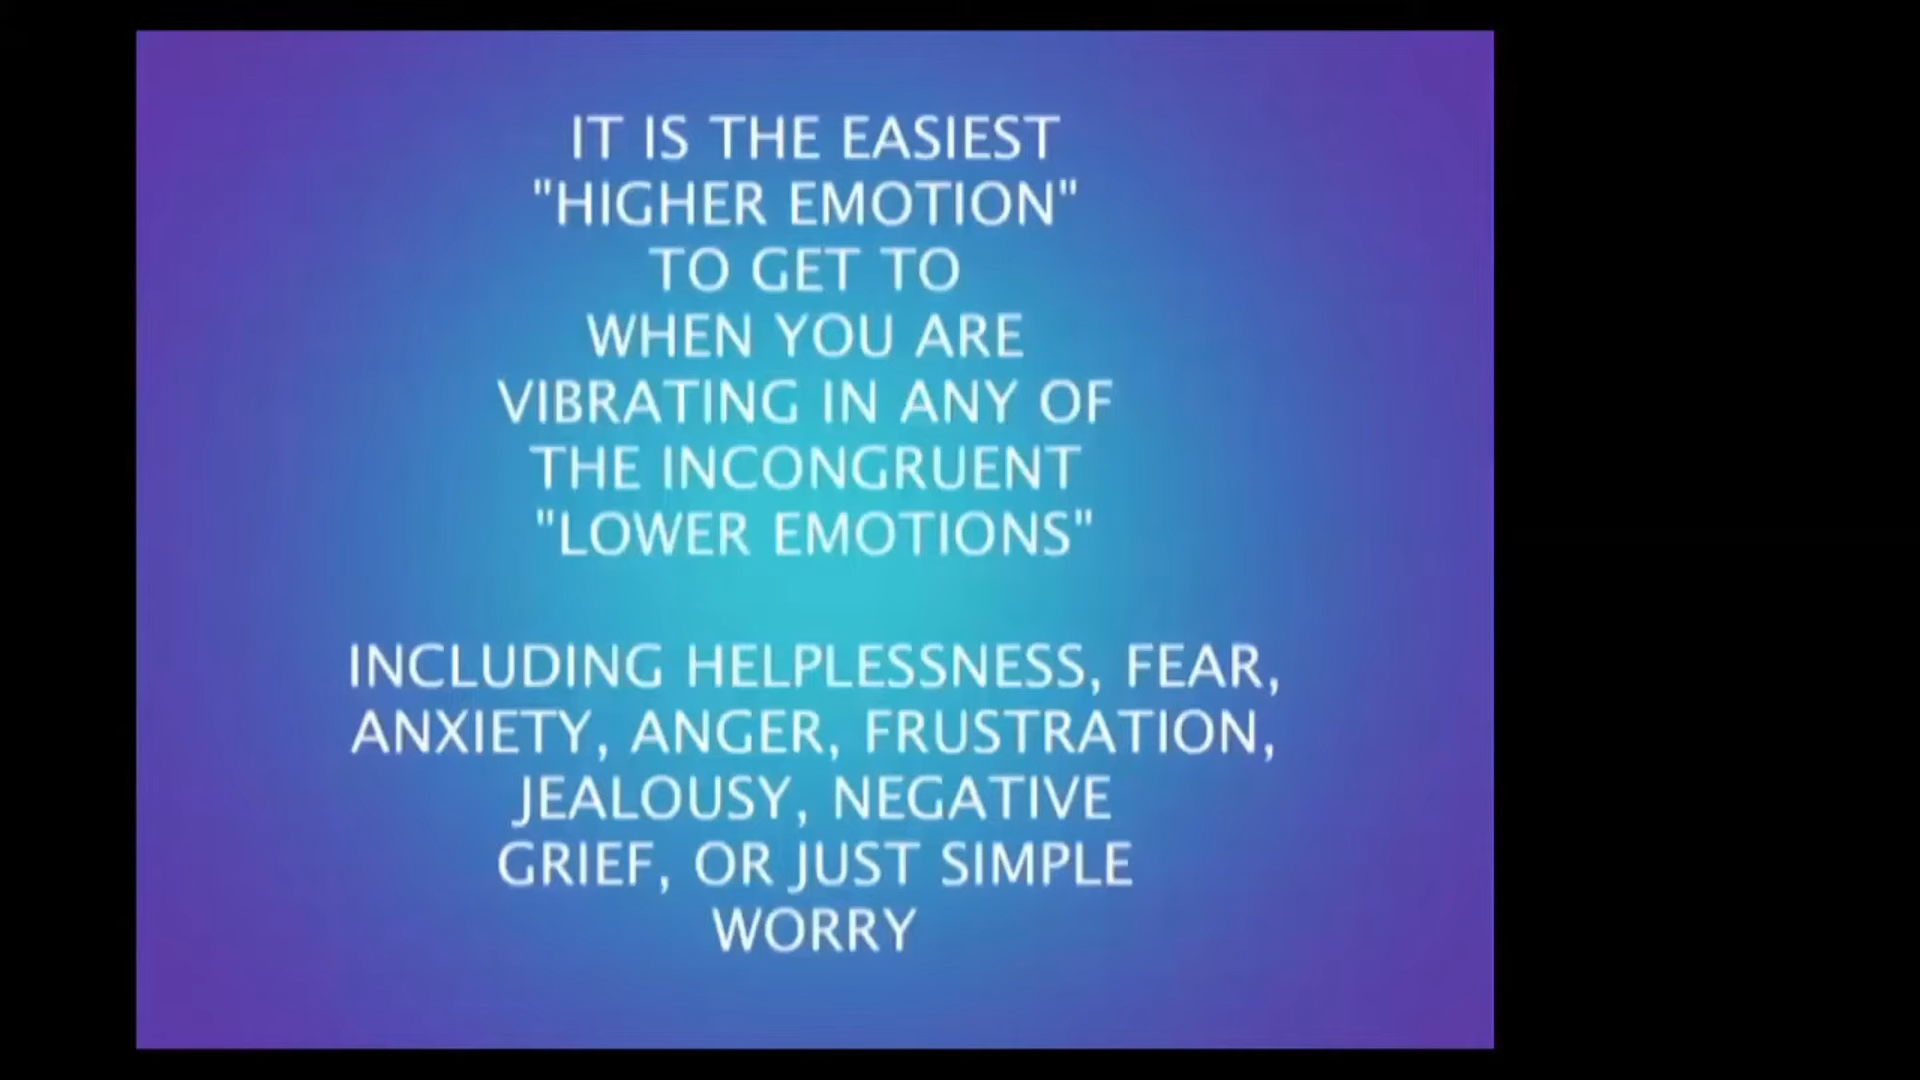 IT IS THE EASIEST
"HIGHER EMOTION"
TO GET TO
WHEN YOU ARE
VIBRATING IN ANY OF
THE INCONGRUENT
"LOWER EMOTIONS"
INCLUDING HELPLESSNESS, FEAR,
ANXIETY, ANGER, FRUSTRATION,
JEALOUSY, NEGATIVE
GRIEF, OR JUST SIMPLE
WORRY